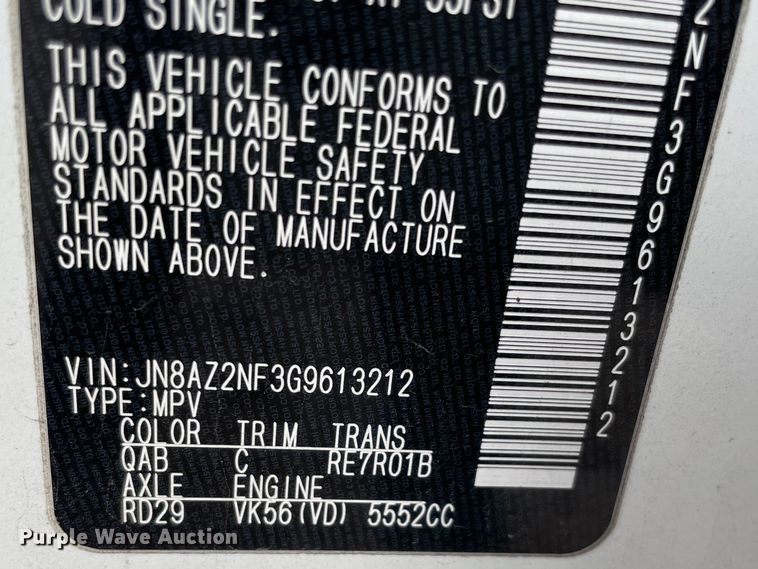 COLD SINGLE.
THIS VEHICLE CONFORMS TO
ALL APPLICABLE FEDERAL
MOTOR VEHICLE SAFETY
STANDARDS IN EFFECT ON
THE DATE OF MANUFACTURE
SHOWN ABOVE.
VIN:JN8AZ2NF3G9613212
TYPE:MPV
COLOR TRIM TRANS
QAB C RE7R01B
AXLE ENGINE
RD29 VK56(VD) 5552CC
2NF3G9613212
Purple Wave Auction